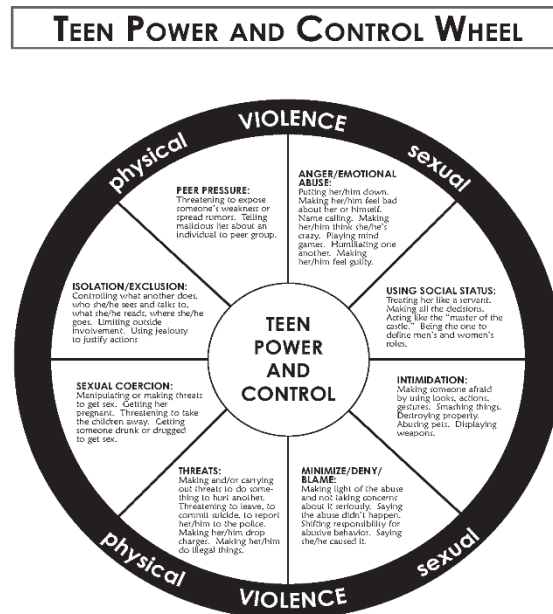 TEEN POWER AND CONTROL WHEEL
physical
VIOLENCE
sexual
PEER PRESSURE:
Threatening to expose
someone's weakness or
spread rumors. Telling
malicious lies about an
individual to peer group.
ANGER/EMOTIONAL
ABUSE:
Putting her/him down.
Making her/him feel bad
about her or himself.
Name calling. Making
her/him think she/he's
crazy. Playing mind
games. Humiliating one
another. Making
her/him feel guilty.
ISOLATION/EXCLUSION:
Controlling what another does,
who she/he sees and talks to,
what she/he reads, where she/he
goes. Limiting outside
involvement. Using jealousy
to justify actions
USING SOCIAL STATUS:
Treating her like a servant.
Making all the decisions.
Acting like the "master of the
castle." Being the one to
define men's and women's
roles.
TEEN
POWER
AND
CONTROL
SEXUAL COERCION:
Manipulating or making threats
to get sex. Getting her
pregnant. Threatening to take
the children away. Getting
someone drunk or drugged
to get sex.
INTIMIDATION:
Making someone afraid
by using looks, actions,
gestures. Smashing things.
Destroying property.
Abusing pets. Displaying
weapons.
THREATS:
Making and/or carrying
out threats to do some-
thing to hurt another.
Threatening to leave, to
commit suicide, to report
her/him to the police.
Making her/him drop
charges. Making her/him
do illegal things.
MINIMIZE/DENY/
BLAME:
Making light of the abuse
and not taking concerns
about it seriously. Saying
the abuse didn't happen.
Shifting responsibility for
abusive behavior. Saying
she/he caused it.
physical
VIOLENCE
sexual